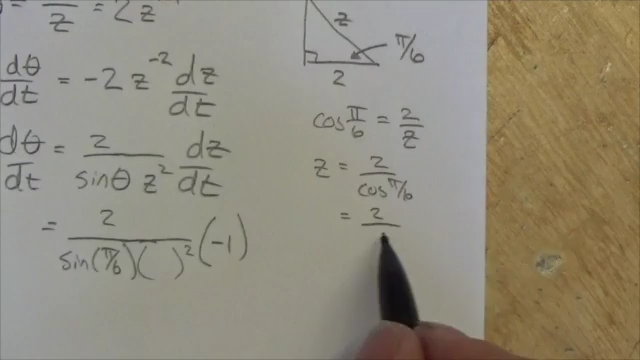 = 2/z = 2z
dθ/dt = -2 z^-2 dz/dt
dθ/dt = 2/(sinθ z^2) dz/dt
= 2/(sin(π/6)( )^2) (-1)
z
π/6
2
cos π/6 = 2/z
z = 2/cos π/6
= 2/